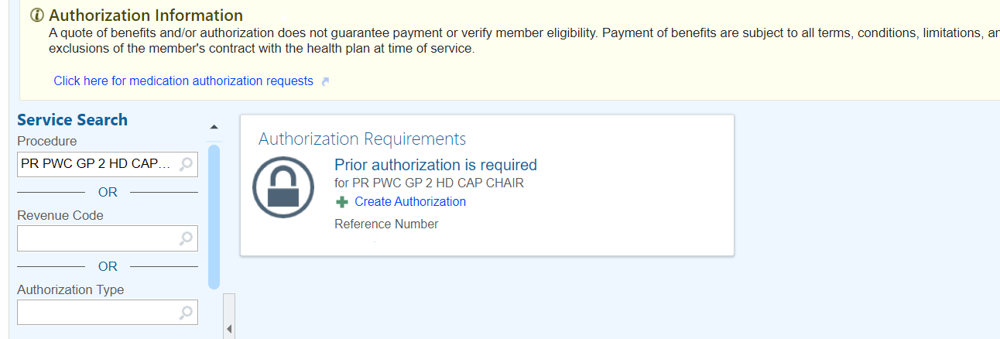 Authorization Information
A quote of benefits and/or authorization does not guarantee payment or verify member eligibility. Payment of benefits are subject to all terms, conditions, limitations, an
exclusions of the member's contract with the health plan at time of service.
Click here for medication authorization requests
Service Search
Procedure
PR PWC GP 2 HD CAP...
OR
Revenue Code
OR
Authorization Type
Authorization Requirements
Prior authorization is required
for PR PWC GP 2 HD CAP CHAIR
Create Authorization
Reference Number